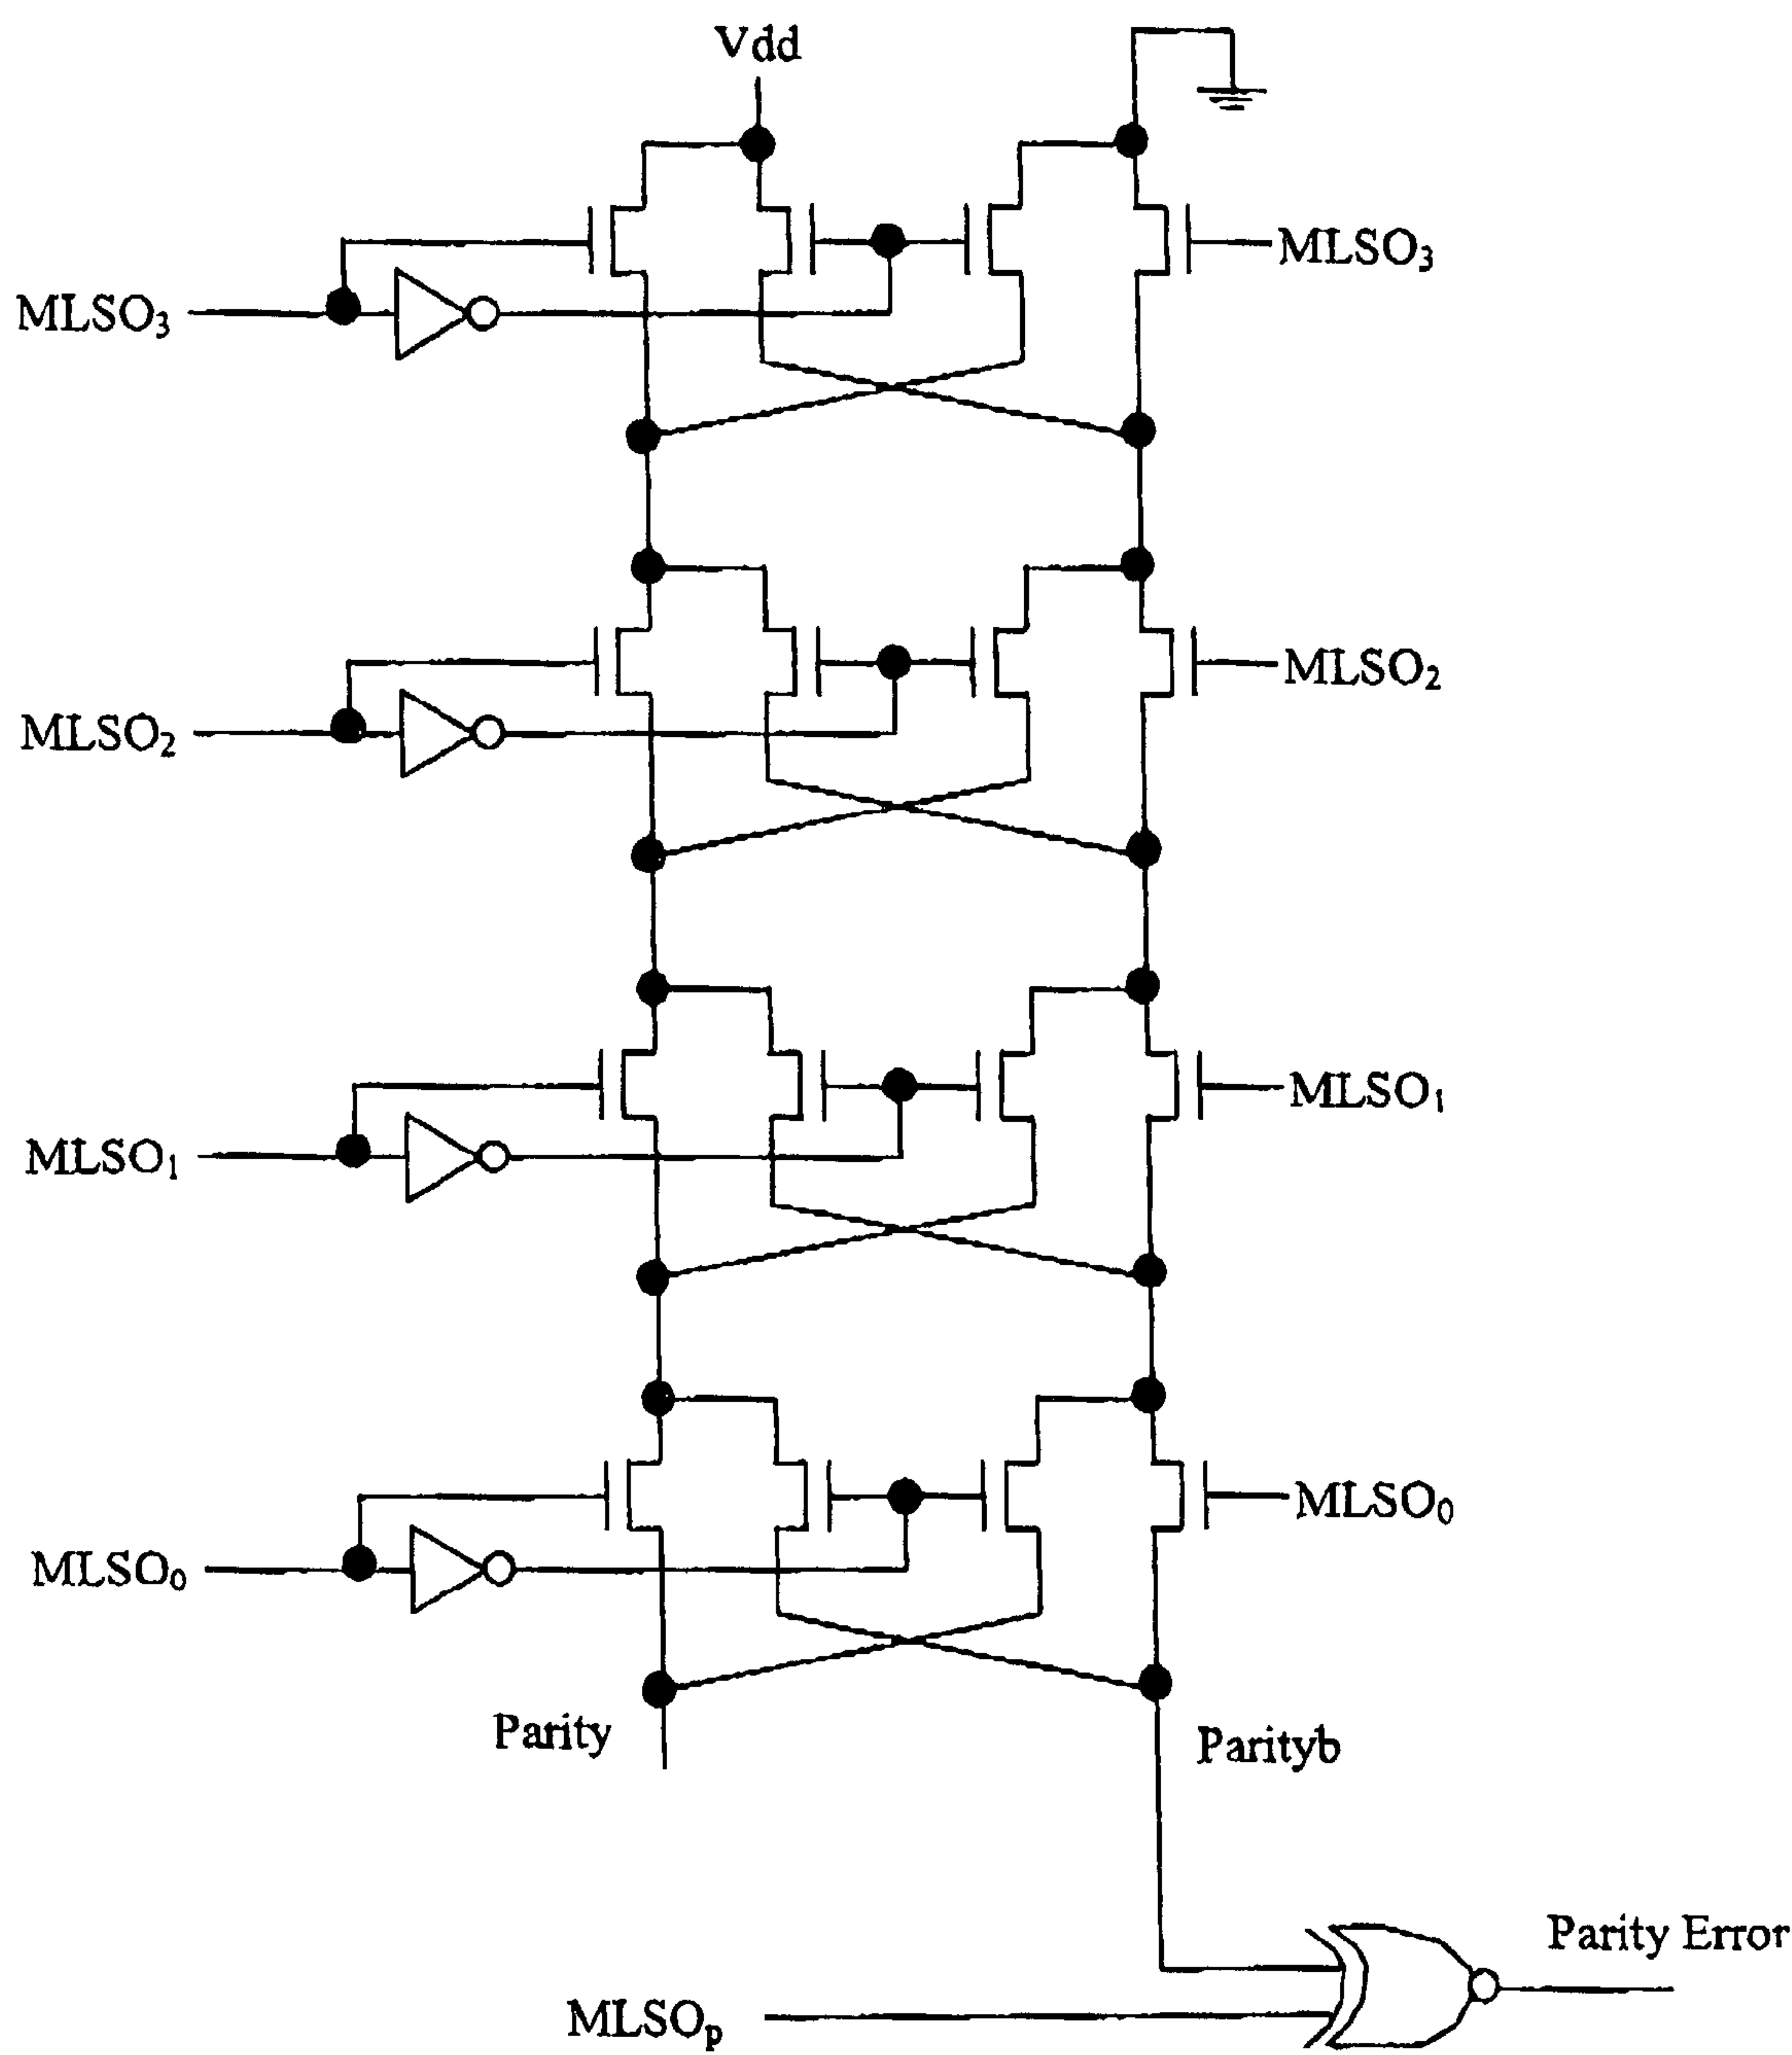 Vdd
MLSO₃
MLSO₃
MLSO₂
MLSO₂
MLSO₁
MLSO₁
MLSO₀
MLSO₀
Parity
Parityb
Parity Error
MLSOₚ